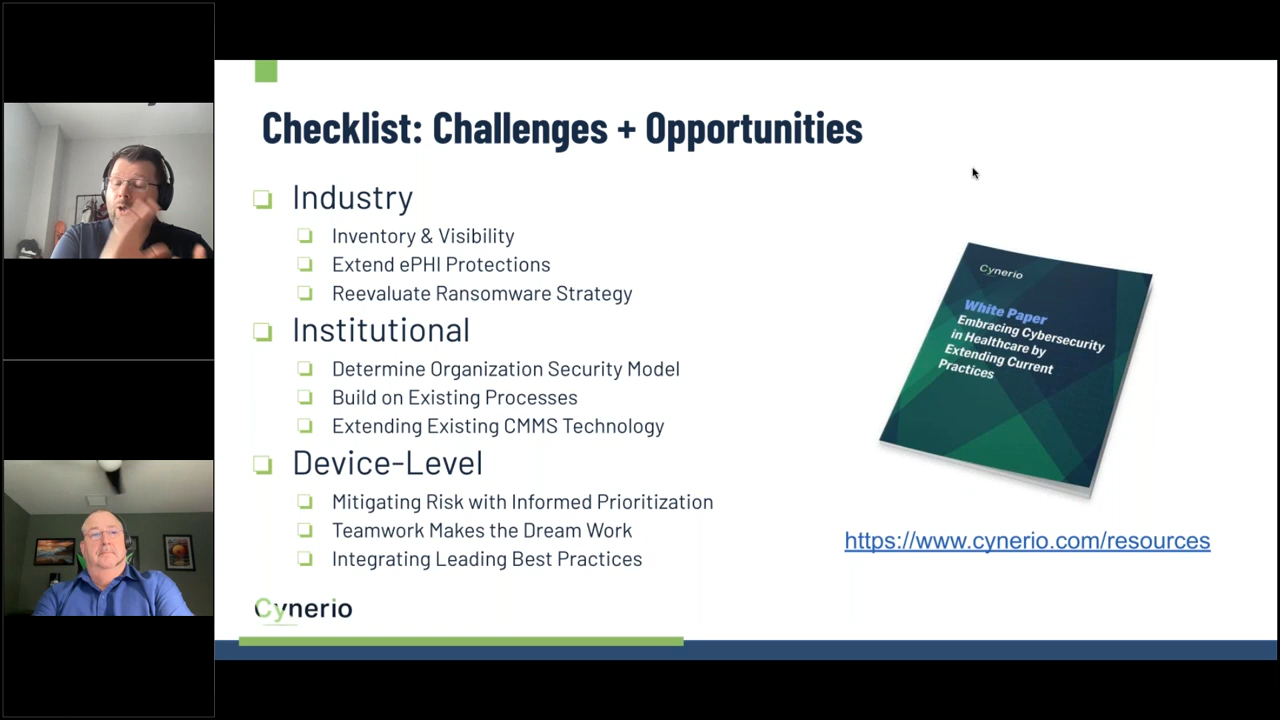 Checklist: Challenges + Opportunities
Industry
Inventory & Visibility
Extend ePHI Protections
Reevaluate Ransomware Strategy
Institutional
Determine Organization Security Model
Build on Existing Processes
Extending Existing CMMS Technology
Device-Level
Mitigating Risk with Informed Prioritization
Teamwork Makes the Dream Work
Integrating Leading Best Practices
Cynerio
Cynerio
White Paper
Embracing Cybersecurity
in Healthcare by
Extending Current
Practices
https://www.cynerio.com/resources